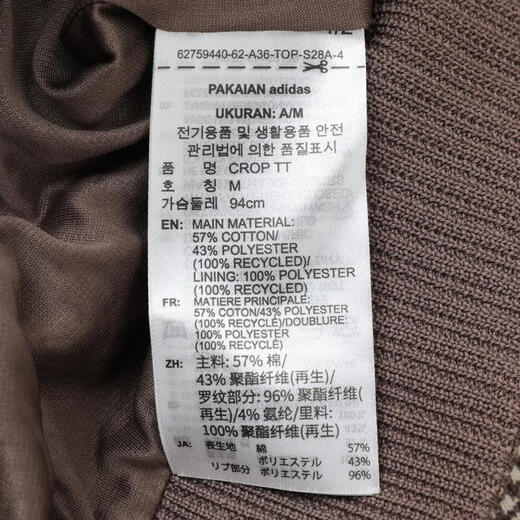 62759440-62-A36-TOP-S28A-4
PAKAIAN adidas
UKURAN: A/M
전기용품 및 생활용품 안전
관리법에 의한 품질표시
품 명 CROP TT
호 칭 M
가슴둘레 94cm
EN: MAIN MATERIAL:
57% COTTON/
43% POLYESTER
(100% RECYCLED)/
LINING: 100% POLYESTER
(100% RECYCLED)
FR: MATIERE PRINCIPALE:
57% COTON/43% POLYESTER
(100% RECYCLÉ)/DOUBLURE:
100% POLYESTER
(100% RECYCLÉ)
ZH: 主料:57% 棉/
43% 聚酯纤维(再生)/
罗纹部分: 96% 聚酯纤维
(再生)/4% 氨纶/里料:
100% 聚酯纤维(再生)
JA: 表生地 綿 57%
ポリエステル 43%
リブ部分 ポリエステル 96%